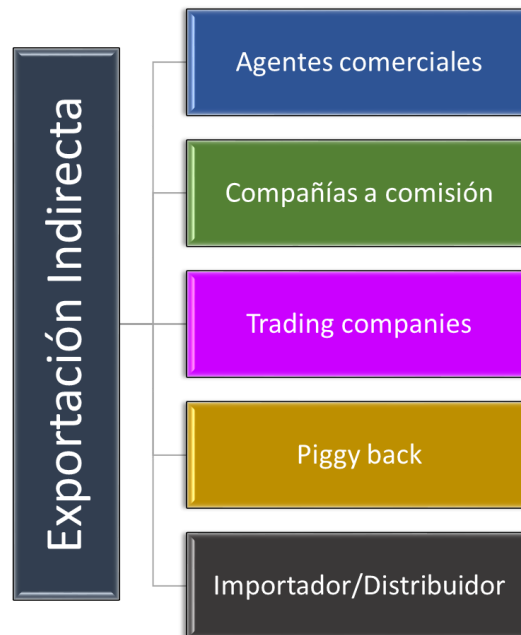 Exportación Indirecta
Agentes comerciales
Compañías a comisión
Trading companies
Piggy back
Importador/Distribuidor